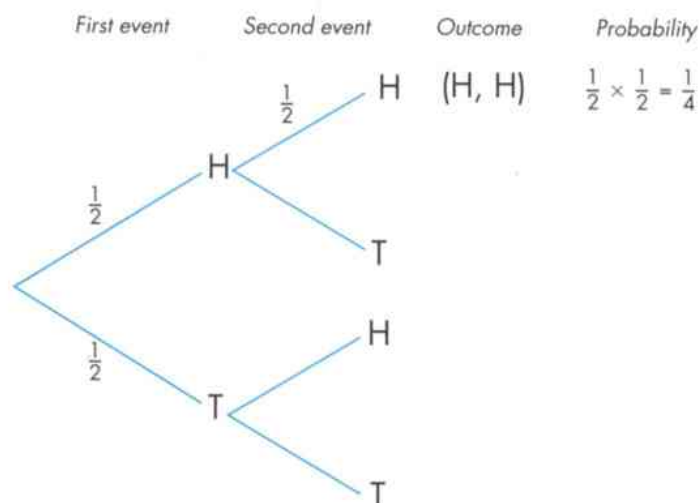 First event Second event Outcome Probability
1/2 H (H, H) 1/2 × 1/2 = 1/4
H
1/2
T
H
1/2
T
T